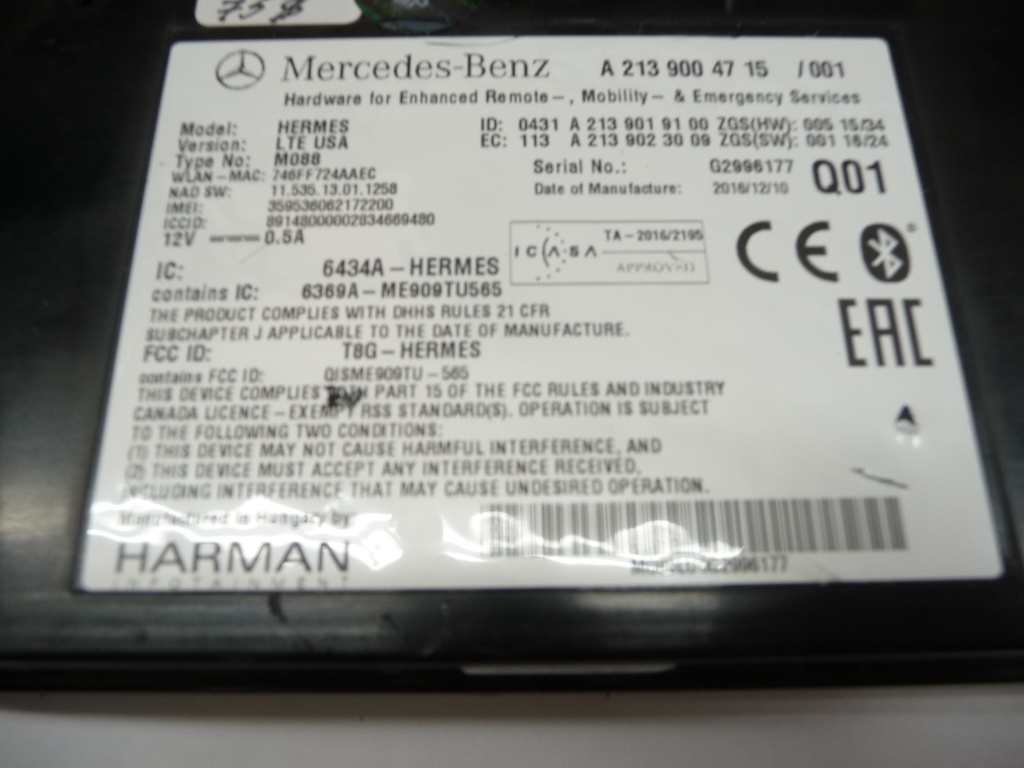 Mercedes-Benz A 213 900 47 15 /001
Hardware for Enhanced Remote-, Mobility- & Emergency Services
Model: HERMES ID: 0431 A 213 901 91 00 ZGS(HW): 005 15/34
Version: LTE USA EC: 113 A 213 902 30 09 ZGS(SW): 001 16/24
Type No: M088 Serial No.: G2996177 Q01
WLAN-MAC: 746FF724AAEC
NAD SW: 11.535.13.01.1258 Date of Manufacture: 2016/12/10
IMEI: 359536062172200
ICCID: 89148000002834669480
12V 0.5A
ICASA TA-2016/2195
APPROVED
CE
IC: 6434A-HERMES
contains IC: 6369A-ME909TU565
EAC
THE PRODUCT COMPLIES WITH DHHS RULES 21 CFR
SUBCHAPTER J APPLICABLE TO THE DATE OF MANUFACTURE.
FCC ID: T8G-HERMES
contains FCC ID: QISME909TU-565
THIS DEVICE COMPLIES PART 15 OF THE FCC RULES AND INDUSTRY
CANADA LICENCE-EXEMPT RSS STANDARD(S). OPERATION IS SUBJECT
TO THE FOLLOWING TWO CONDITIONS:
(1) THIS DEVICE MAY NOT CAUSE HARMFUL INTERFERENCE, AND
(2) THIS DEVICE MUST ACCEPT ANY INTERFERENCE RECEIVED,
INCLUDING INTERFERENCE THAT MAY CAUSE UNDESIRED OPERATION.
Manufactured in Hungary by:
HARMAN
INFOTAINMENT